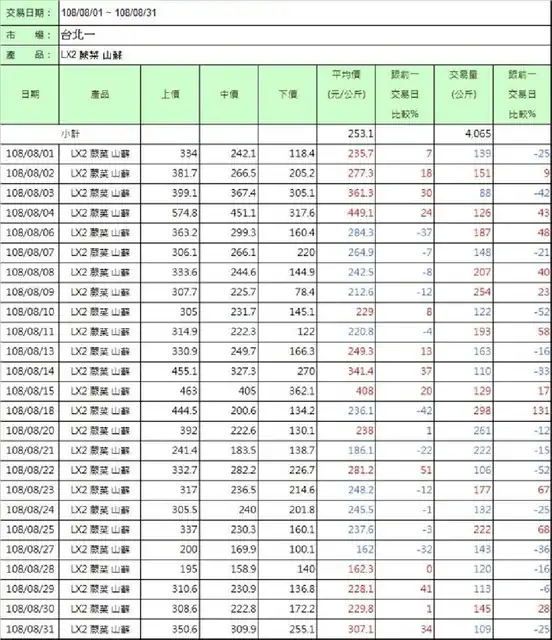 交易日期： 108/08/01 ~ 108/08/31
市 場： 台北一
產 品： LX2 蕨菜 山蘇
日期 產品 上價 中價 下價 平均價(元/公斤) 跟前一交易日比較% 交易量(公斤) 跟前一交易日比較%
小計 253.1 4,065
108/08/01 LX2 蕨菜 山蘇 334 242.1 118.4 235.7 7 139 -25
108/08/02 LX2 蕨菜 山蘇 381.7 266.5 205.2 277.3 18 151 9
108/08/03 LX2 蕨菜 山蘇 399.1 367.4 305.1 361.3 30 88 -42
108/08/04 LX2 蕨菜 山蘇 574.8 451.1 317.6 449.1 24 126 43
108/08/06 LX2 蕨菜 山蘇 363.2 299.3 160.4 284.3 -37 187 48
108/08/07 LX2 蕨菜 山蘇 306.1 266.1 220 264.9 -7 148 -21
108/08/08 LX2 蕨菜 山蘇 333.6 244.6 144.9 242.5 -8 207 40
108/08/09 LX2 蕨菜 山蘇 307.7 225.7 78.4 212.6 -12 254 23
108/08/10 LX2 蕨菜 山蘇 305 231.7 145.1 229 8 122 -52
108/08/11 LX2 蕨菜 山蘇 314.9 222.3 122 220.8 -4 193 58
108/08/13 LX2 蕨菜 山蘇 330.9 249.7 166.3 249.3 13 163 -16
108/08/14 LX2 蕨菜 山蘇 455.1 327.3 270 341.4 37 110 -33
108/08/15 LX2 蕨菜 山蘇 463 405 362.1 408 20 129 17
108/08/18 LX2 蕨菜 山蘇 444.5 200.6 134.2 236.1 -42 298 131
108/08/20 LX2 蕨菜 山蘇 392 222.6 130.1 238 1 261 -12
108/08/21 LX2 蕨菜 山蘇 241.4 183.5 138.7 186.1 -22 222 -15
108/08/22 LX2 蕨菜 山蘇 332.7 282.2 226.7 281.2 51 106 -52
108/08/23 LX2 蕨菜 山蘇 317 236.5 214.6 248.2 -12 177 67
108/08/24 LX2 蕨菜 山蘇 305.5 240 201.8 245.5 -1 132 -25
108/08/25 LX2 蕨菜 山蘇 337 230.3 160.1 237.6 -3 222 68
108/08/27 LX2 蕨菜 山蘇 200 169.9 100.1 162 -32 143 -36
108/08/28 LX2 蕨菜 山蘇 195 158.9 140 162.3 0 120 -16
108/08/29 LX2 蕨菜 山蘇 310.6 230.9 136.8 228.1 41 113 -6
108/08/30 LX2 蕨菜 山蘇 308.6 222.8 172.2 229.8 1 145 28
108/08/31 LX2 蕨菜 山蘇 350.6 309.9 255.1 307.1 34 109 -25